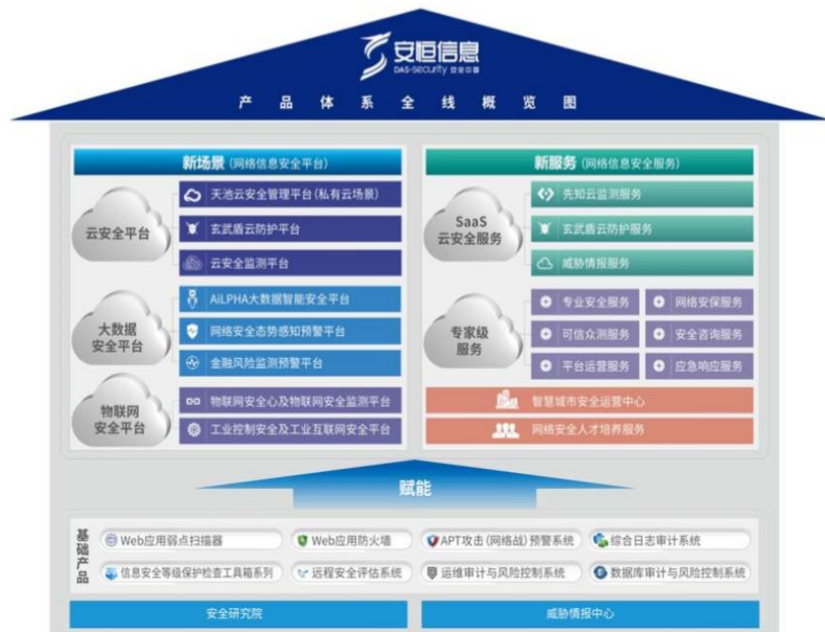 安恒信息
DAS-security 安全中国
产品体系全线概览图
新场景(网络信息安全平台)
云安全平台
天池云安全管理平台(私有云场景)
玄武盾云防护平台
云安全监测平台
大数据
安全平台
AiLPHA大数据智能安全平台
网络安全态势感知预警平台
金融风险监测预警平台
物联网
安全平台
物联网安全心及物联网安全监测平台
工业控制安全及工业互联网安全平台
新服务(网络信息安全服务)
SaaS
云安全服务
先知云监测服务
玄武盾云防护服务
威胁情报服务
专家级
服务
专业安全服务
网络安保服务
可信众测服务
安全咨询服务
平台运营服务
应急响应服务
智慧城市安全运营中心
网络安全人才培养服务
赋能
基础产品
Web应用弱点扫描器
Web应用防火墙
APT攻击(网络战)预警系统
综合日志审计系统
信息安全等级保护检查工具箱系列
远程安全评估系统
运维审计与风险控制系统
数据库审计与风险控制系统
安全研究院
威胁情报中心